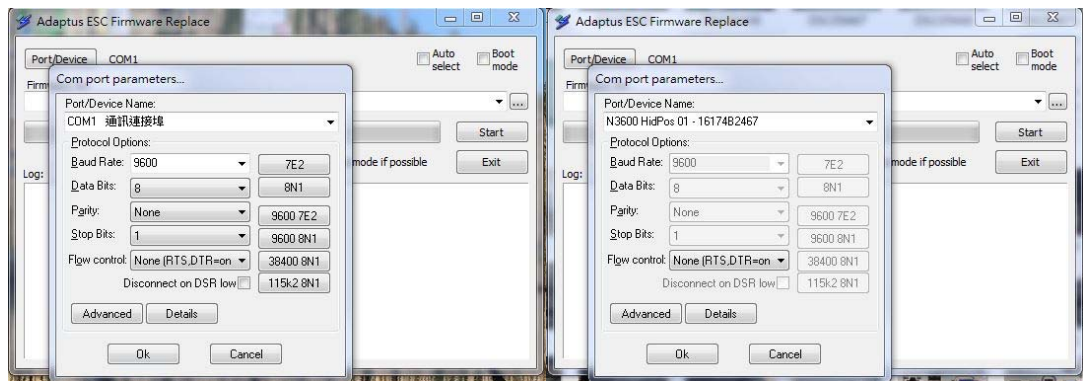 Adaptus ESC Firmware Replace
Port/Device COM1
Auto select
Boot mode
Firm
...
Start
mode if possible
Exit
Log:
Com port parameters...
Port/Device Name:
COM1 通訊連接埠
Protocol Options:
Baud Rate: 9600 7E2
Data Bits: 8 8N1
Parity: None 9600 7E2
Stop Bits: 1 9600 8N1
Flow control: None (RTS,DTR=on 38400 8N1
Disconnect on DSR low 115k2 8N1
Advanced Details
Ok Cancel
Adaptus ESC Firmware Replace
Port/Device COM1
Auto select
Boot mode
Firm
...
Start
mode if possible
Exit
Log:
Com port parameters...
Port/Device Name:
N3600 HidPos 01 - 16174B2467
Protocol Options:
Baud Rate: 9600 7E2
Data Bits: 8 8N1
Parity: None 9600 7E2
Stop Bits: 1 9600 8N1
Flow control: None (RTS,DTR=on 38400 8N1
Disconnect on DSR low 115k2 8N1
Advanced Details
Ok Cancel